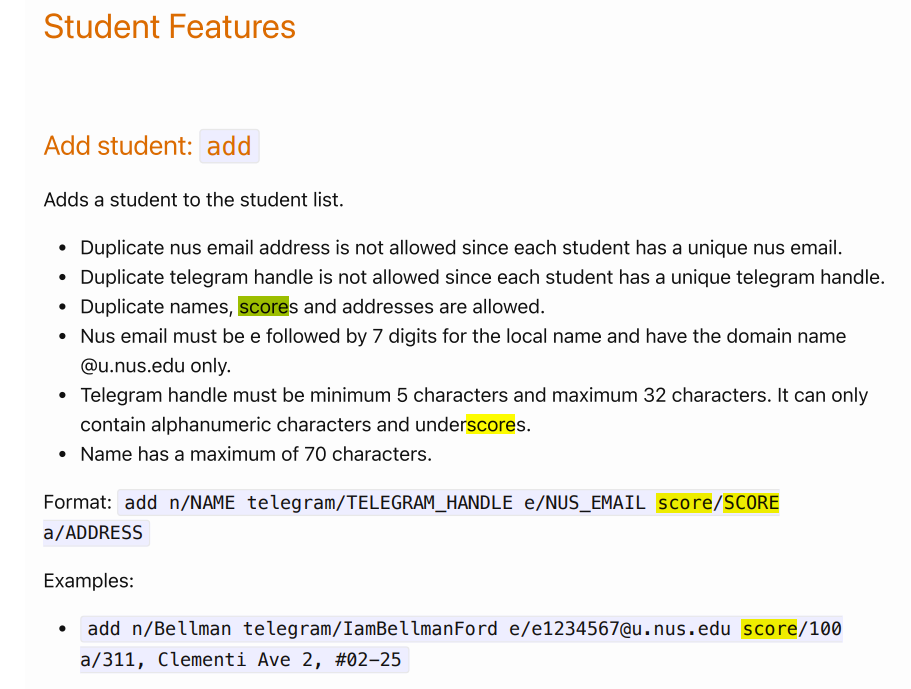 Student Features
Add student: add
Adds a student to the student list.
• Duplicate nus email address is not allowed since each student has a unique nus email.
• Duplicate telegram handle is not allowed since each student has a unique telegram handle.
• Duplicate names, scores and addresses are allowed.
• Nus email must be e followed by 7 digits for the local name and have the domain name
@u.nus.edu only.
• Telegram handle must be minimum 5 characters and maximum 32 characters. It can only
contain alphanumeric characters and underscores.
• Name has a maximum of 70 characters.
Format: add n/NAME telegram/TELEGRAM_HANDLE e/NUS_EMAIL score/SCORE
a/ADDRESS
Examples:
• add n/Bellman telegram/IamBellmanFord e/e1234567@u.nus.edu score/100
a/311, Clementi Ave 2, #02-25